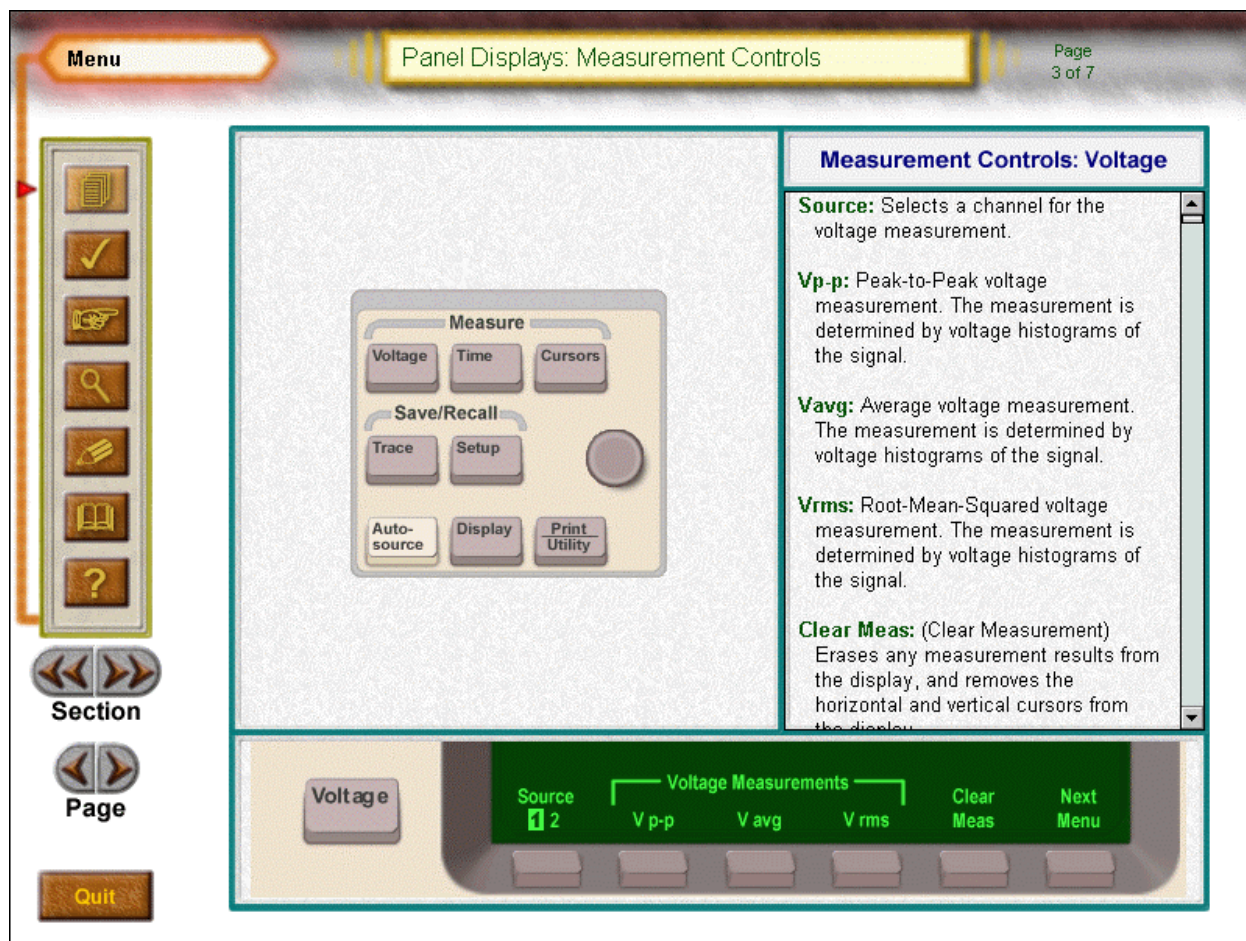 Menu
Panel Displays: Measurement Controls
Page
3 of 7
Measure
Voltage Time Cursors
Save/Recall
Trace Setup
Auto-
source
Display
Print
Utility
Measurement Controls: Voltage
Source: Selects a channel for the
voltage measurement.
Vp-p: Peak-to-Peak voltage
measurement. The measurement is
determined by voltage histograms of
the signal.
Vavg: Average voltage measurement.
The measurement is determined by
voltage histograms of the signal.
Vrms: Root-Mean-Squared voltage
measurement. The measurement is
determined by voltage histograms of
the signal.
Clear Meas: (Clear Measurement)
Erases any measurement results from
the display, and removes the
horizontal and vertical cursors from
the display
?
Section
Page
Quit
Voltage
Source
1 2
Voltage Measurements
V p-p V avg V rms
Clear
Meas
Next
Menu